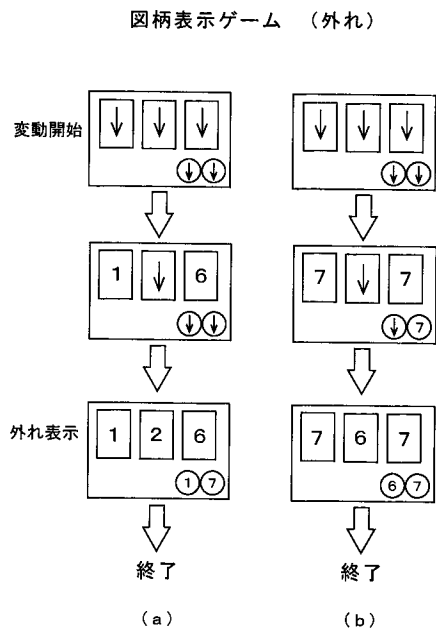 図柄表示ゲーム (外れ)
変動開始
↓ ↓ ↓ ↓ ↓ ↓
↓ ↓ ↓ ↓
1 ↓ 6 7 ↓ 7
↓ ↓ ↓ 7
外れ表示
1 2 6 7 6 7
1 7 6 7
終了 終了
(a) (b)